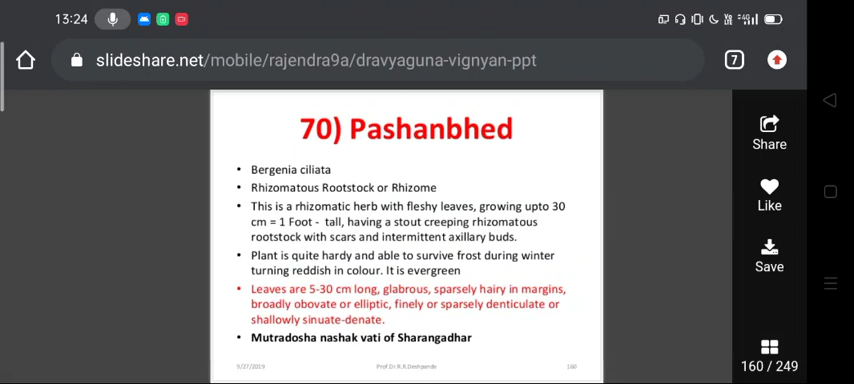 13:24
slideshare.net/mobile/rajendra9a/dravyaguna-vignyan-ppt
7
70) Pashanbhed
• Bergenia ciliata
• Rhizomatous Rootstock or Rhizome
• This is a rhizomatic herb with fleshy leaves, growing upto 30
cm = 1 Foot - tall, having a stout creeping rhizomatous
rootstock with scars and intermittent axillary buds.
• Plant is quite hardy and able to survive frost during winter
turning reddish in colour. It is evergreen
• Leaves are 5-30 cm long, glabrous, sparsely hairy in margins,
broadly obovate or elliptic, finely or sparsely denticulate or
shallowly sinuate-denate.
• Mutradosha nashak vati of Sharangadhar
9/27/2019 Prof.Dr.R.R.Deshpande 160
Share
Like
Save
160 / 249